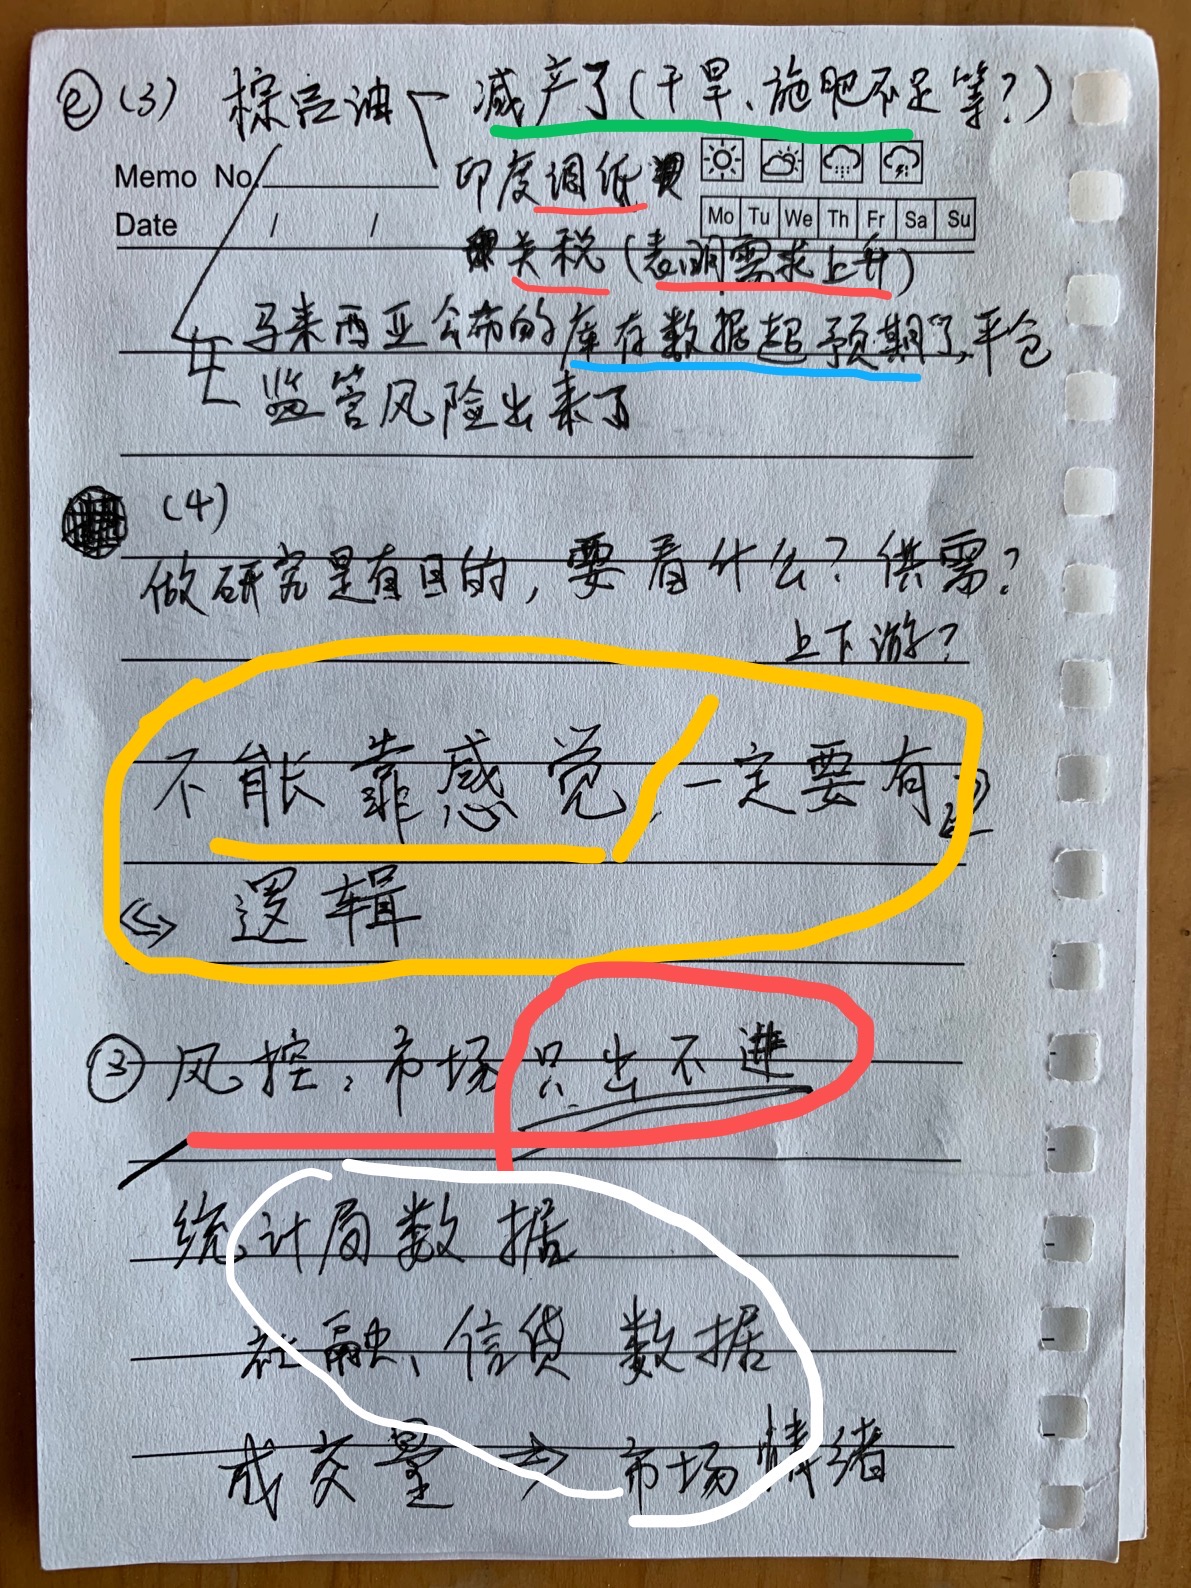 ② (3) 棕榈油 减产了(干旱、施肥不足等?)
Memo No. 印度调低
Mo Tu We Th Fr Sa Su
Date / / 关税(表明需求上升)
马来西亚公布的库存数据超预期了,平仓
监管风险出来了
(4)
做研究是有目的,要看什么?供需?
上下游?
不能靠感觉,一定要有
逻辑
③ 风控:市场只出不进
统计局数据
社融、信贷数据
成交量 ⇒ 市场情绪